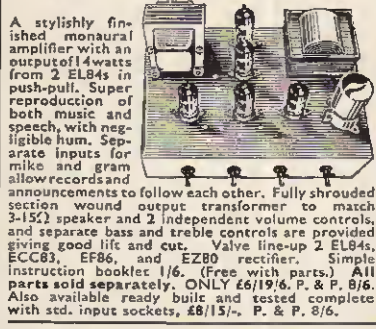 A stylishly fin-
ished monaural
amplifier with an
output of 14 watts
from 2 EL84s in
push-pull. Super
reproduction of
both music and
speech, with neg-
ligible hum. Sep-
arate inputs for
mike and gram
allow records and
announcements to follow each other. Fully shrouded
section wound output transformer to match
3-15Ω speaker and 2 independent volume controls,
and separate bass and treble controls are provided
giving good lift and cut. Valve line-up 2 EL84s,
ECC83, EF86, and EZ80 rectifier. Simple
instruction booklet 1/6. (Free with parts.) All
parts sold separately. ONLY £6/19/6. P. & P. 8/6.
Also available ready built and tested complete
with std. input sockets, £8/15/-. P. & P. 8/6.